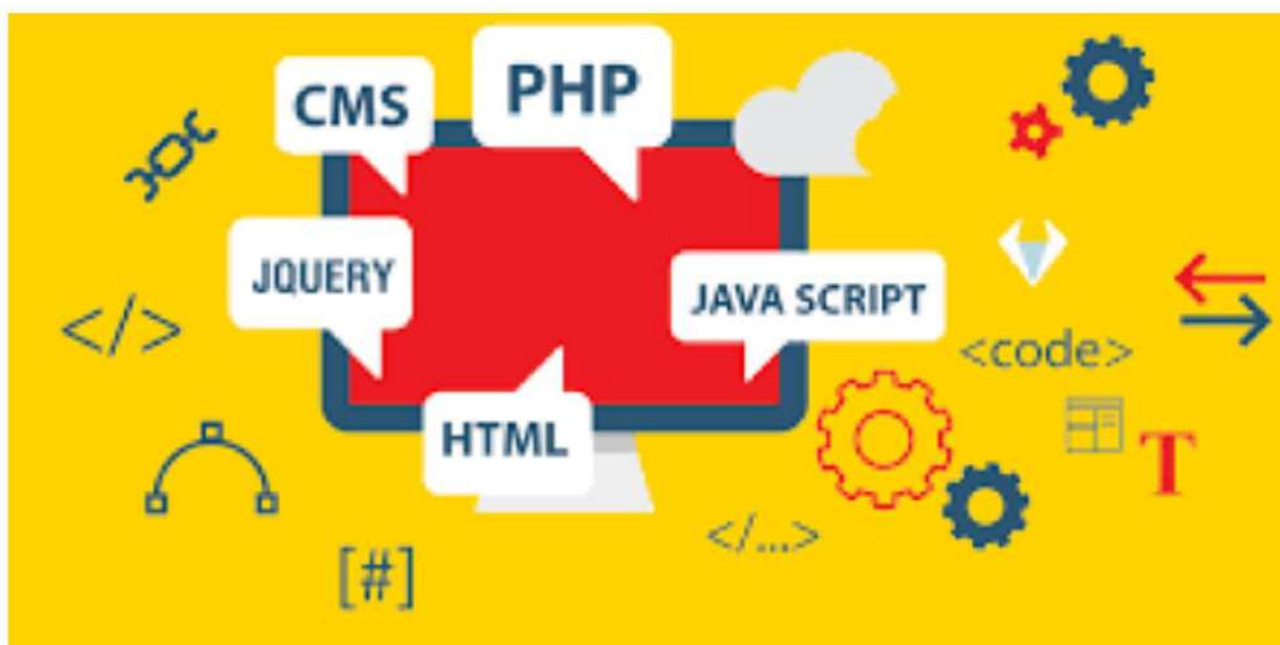 CMS
PHP
JQUERY
JAVA SCRIPT
</>
<code>
HTML
T
</...>
[#]